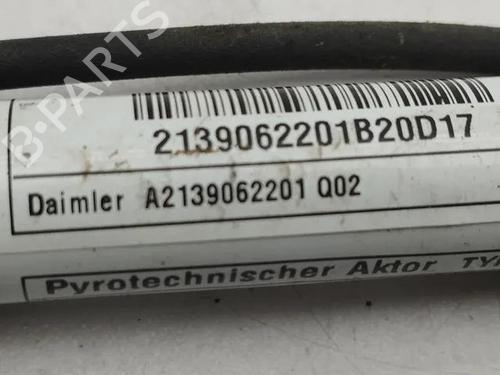 B-PARTS
2139062201B20D17
Daimler A2139062201 Q02
Pyrotechnischer Aktor